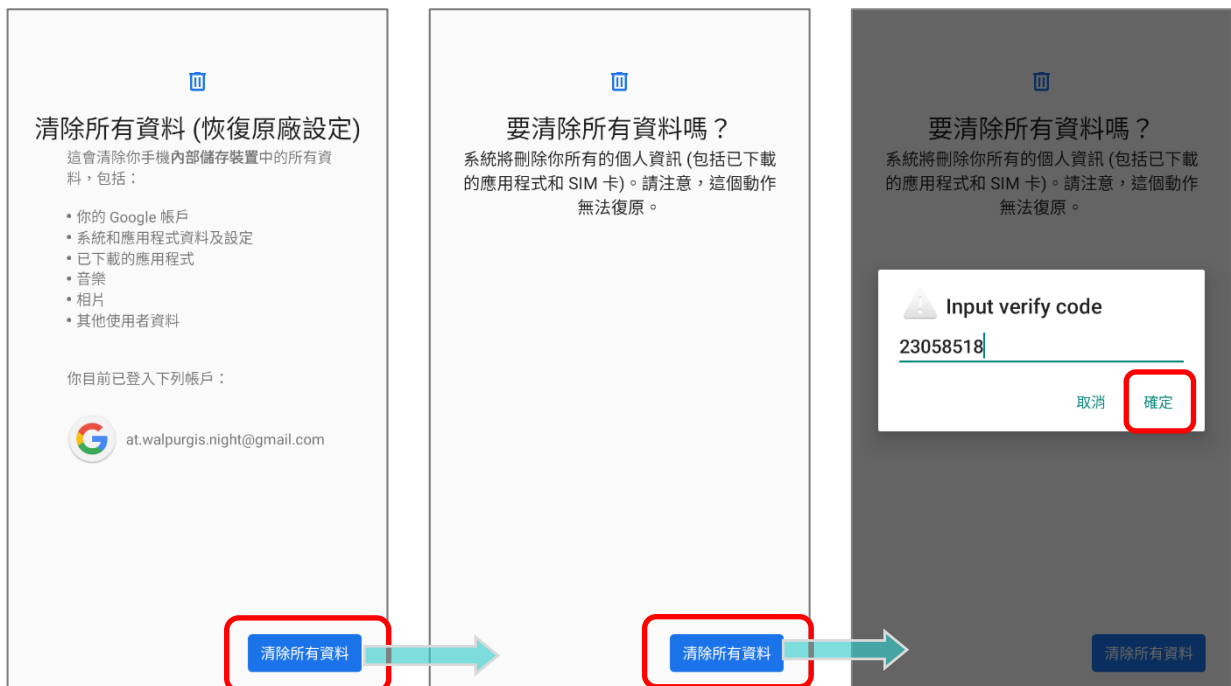 清除所有資料 (恢復原廠設定)
這會清除你手機內部儲存裝置中的所有資
料，包括：
• 你的 Google 帳戶
• 系統和應用程式資料及設定
• 已下載的應用程式
• 音樂
• 相片
• 其他使用者資料
你目前已登入下列帳戶：
at.walpurgis.night@gmail.com
清除所有資料
要清除所有資料嗎？
系統將刪除你所有的個人資訊 (包括已下載
的應用程式和 SIM 卡)。請注意，這個動作
無法復原。
清除所有資料
要清除所有資料嗎？
系統將刪除你所有的個人資訊 (包括已下載
的應用程式和 SIM 卡)。請注意，這個動作
無法復原。
Input verify code
23058518
取消 確定
清除所有資料